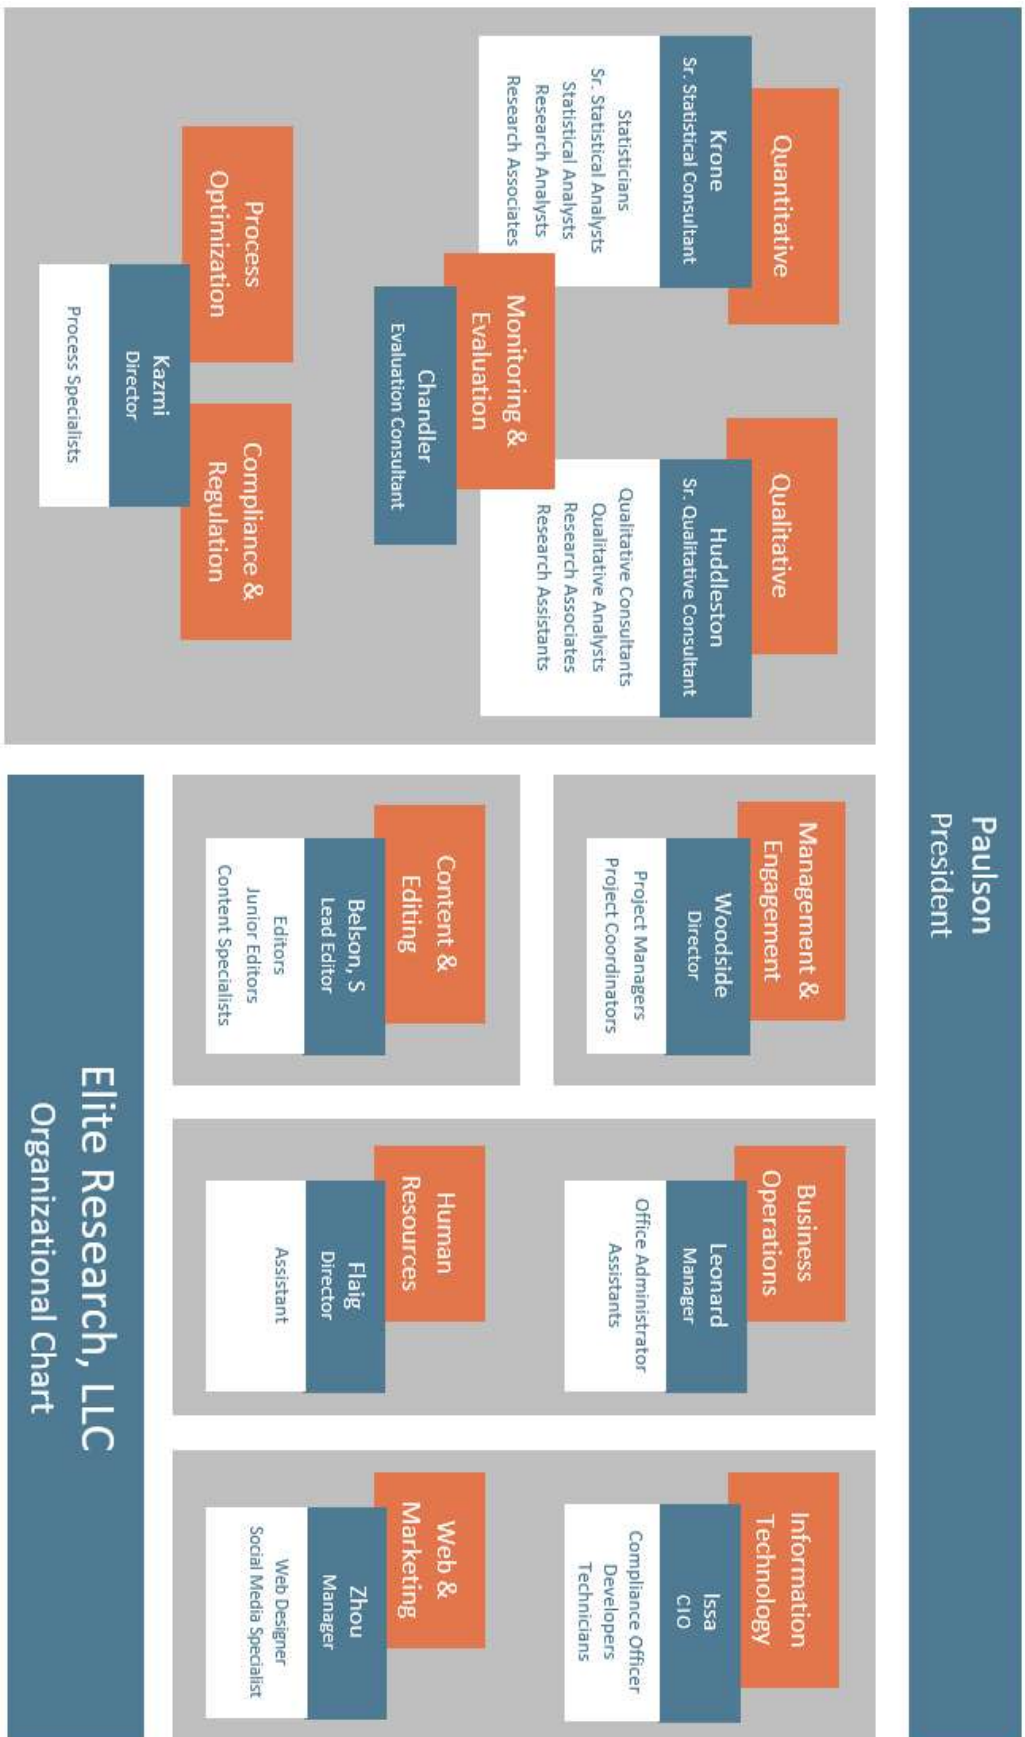 Paulson
President
Quantitative
Krone
Sr. Statistical Consultant
Statisticians
Sr. Statistical Analysts
Statistical Analysts
Research Analysts
Research Associates
Qualitative
Huddleston
Sr. Qualitative Consultant
Qualitative Consultants
Qualitative Analysts
Research Associates
Research Assistants
Monitoring &
Evaluation
Chandler
Evaluation Consultant
Process
Optimization
Compliance &
Regulation
Kazmi
Director
Process Specialists
Management &
Engagement
Woodside
Director
Project Managers
Project Coordinators
Content &
Editing
Belson, S
Lead Editor
Editors
Junior Editors
Content Specialists
Business
Operations
Leonard
Manager
Office Administrator
Assistants
Human
Resources
Flaig
Director
Assistant
Information
Technology
Issa
CIO
Compliance Officer
Developers
Technicians
Web &
Marketing
Zhou
Manager
Web Designer
Social Media Specialist
Elite Research, LLC
Organizational Chart